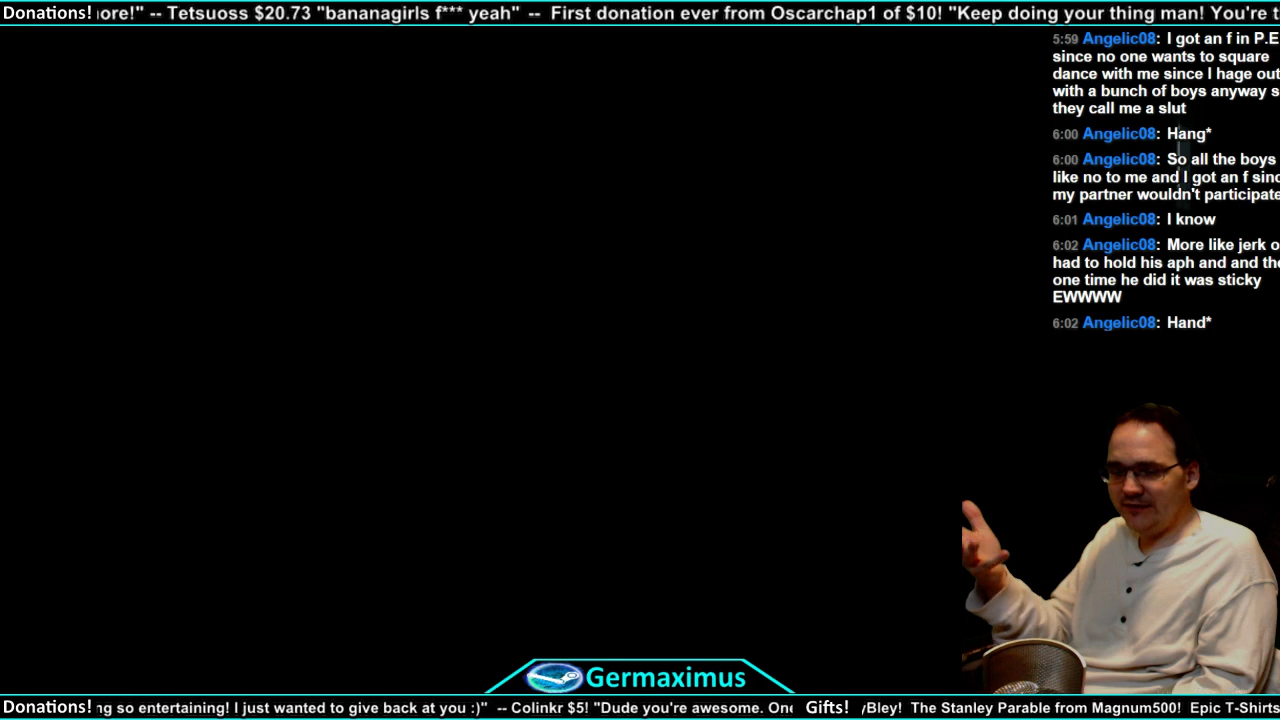 Donations! ore!" -- Tetsuoss $20.73 "bananagirls f*** yeah" -- First donation ever from Oscarchap1 of $10! "Keep doing your thing man! You're t
5:59 Angelic08: I got an f in P.E
since no one wants to square
dance with me since I hage out
with a bunch of boys anyway s
they call me a slut
6:00 Angelic08: Hang*
6:00 Angelic08: So all the boys
like no to me and I got an f sinc
my partner wouldn't participate
6:01 Angelic08: I know
6:02 Angelic08: More like jerk o
had to hold his aph and and the
one time he did it was sticky
EWWWW
6:02 Angelic08: Hand*
Germaximus
Donations! ng so entertaining! I just wanted to give back at you :)" -- Colinkr $5! "Dude you're awesome. One Gifts! yBley! The Stanley Parable from Magnum500! Epic T-Shirts